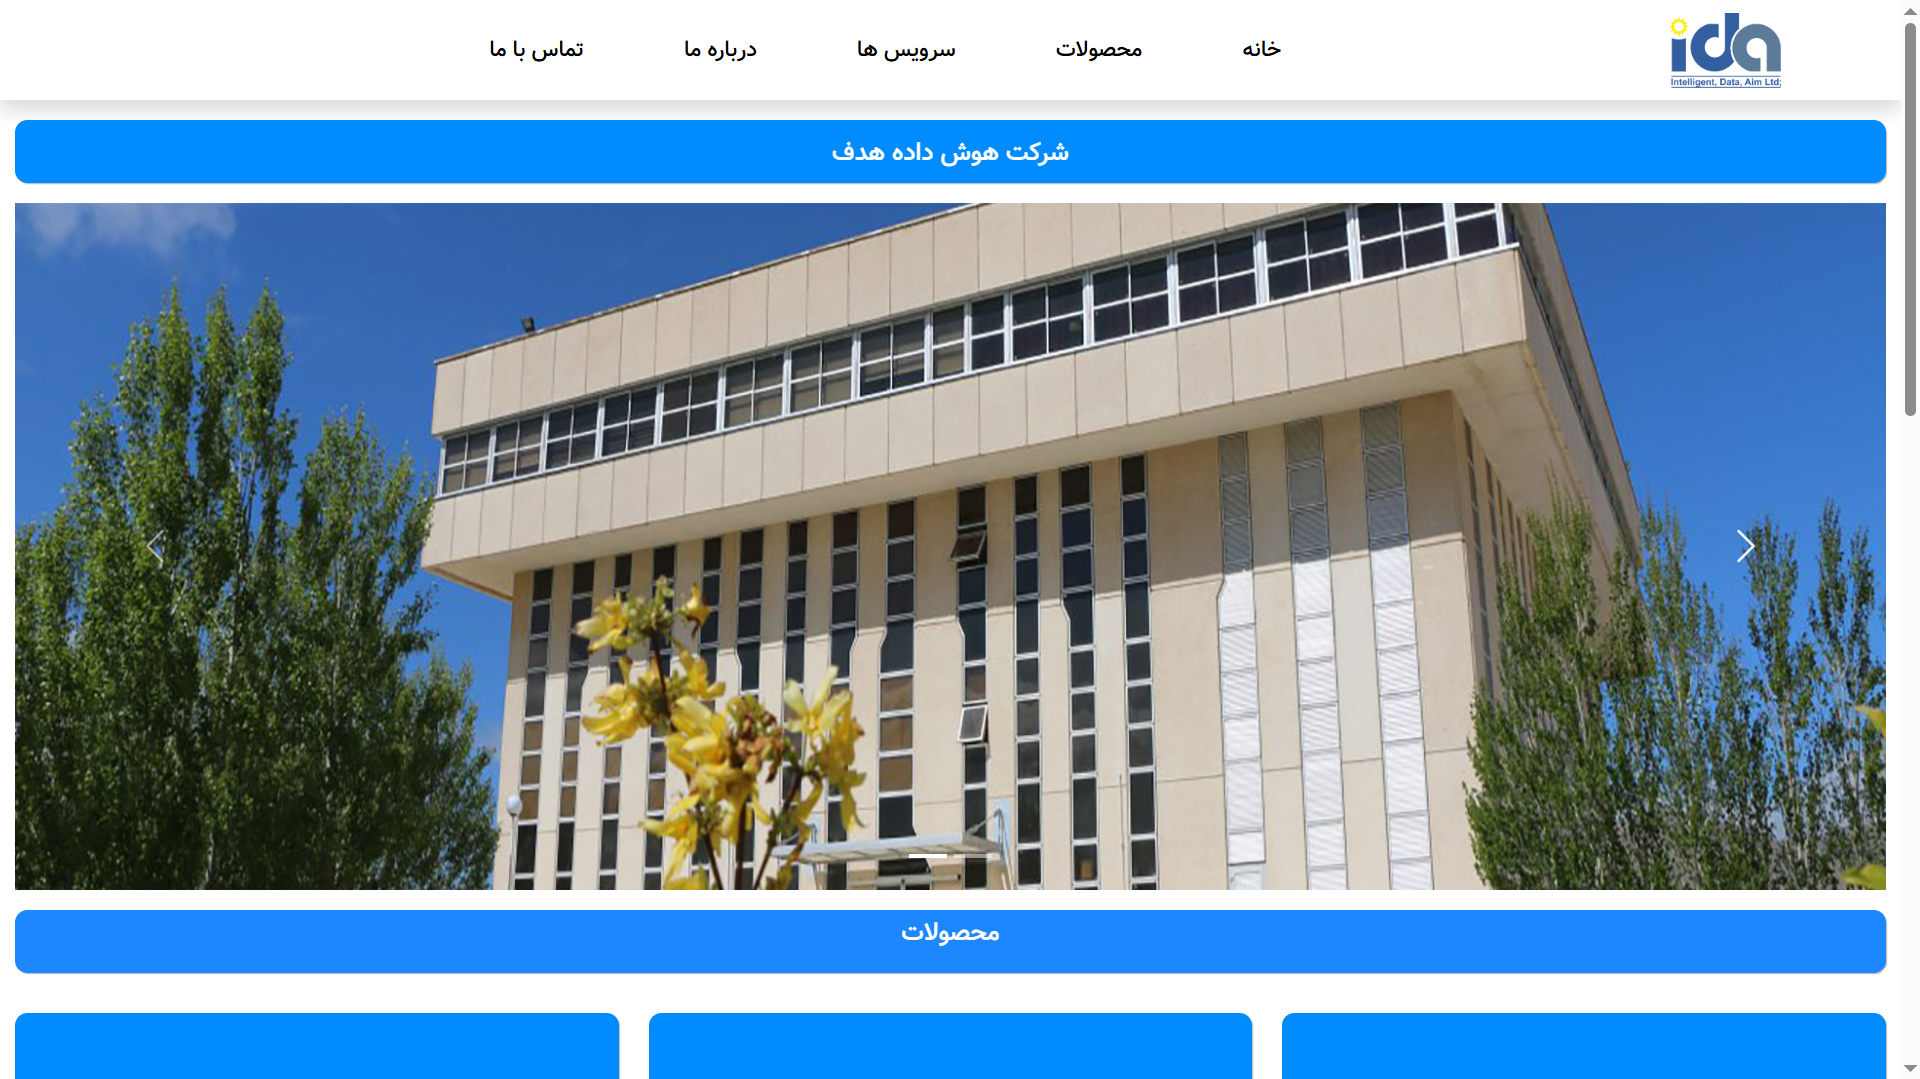 ida
Intelligent, Data, Aim Ltd;
خانه
محصولات
سرویس ها
درباره ما
تماس با ما
شرکت هوش داده هدف
محصولات